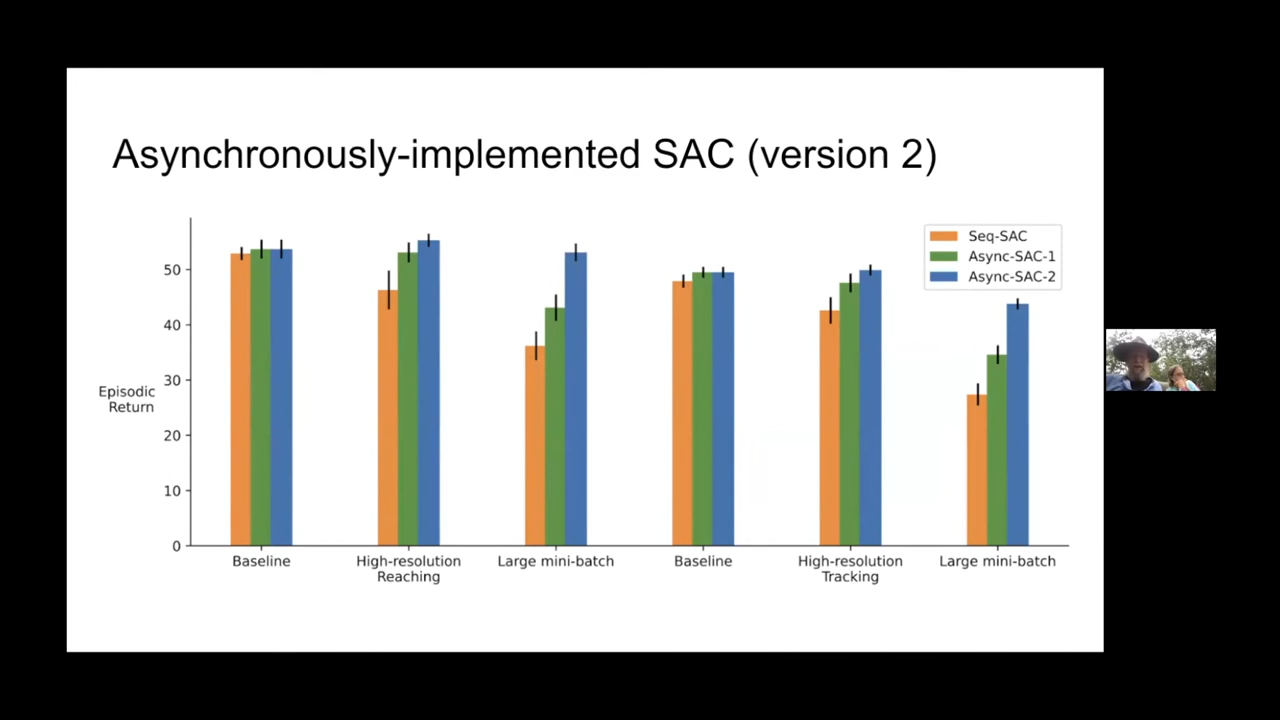 Asynchronously-implemented SAC (version 2)
Seq-SAC
Async-SAC-1
Async-SAC-2
50
40
30
20
10
0
Episodic
Return
Baseline
High-resolution
Reaching
Large mini-batch
Baseline
High-resolution
Tracking
Large mini-batch